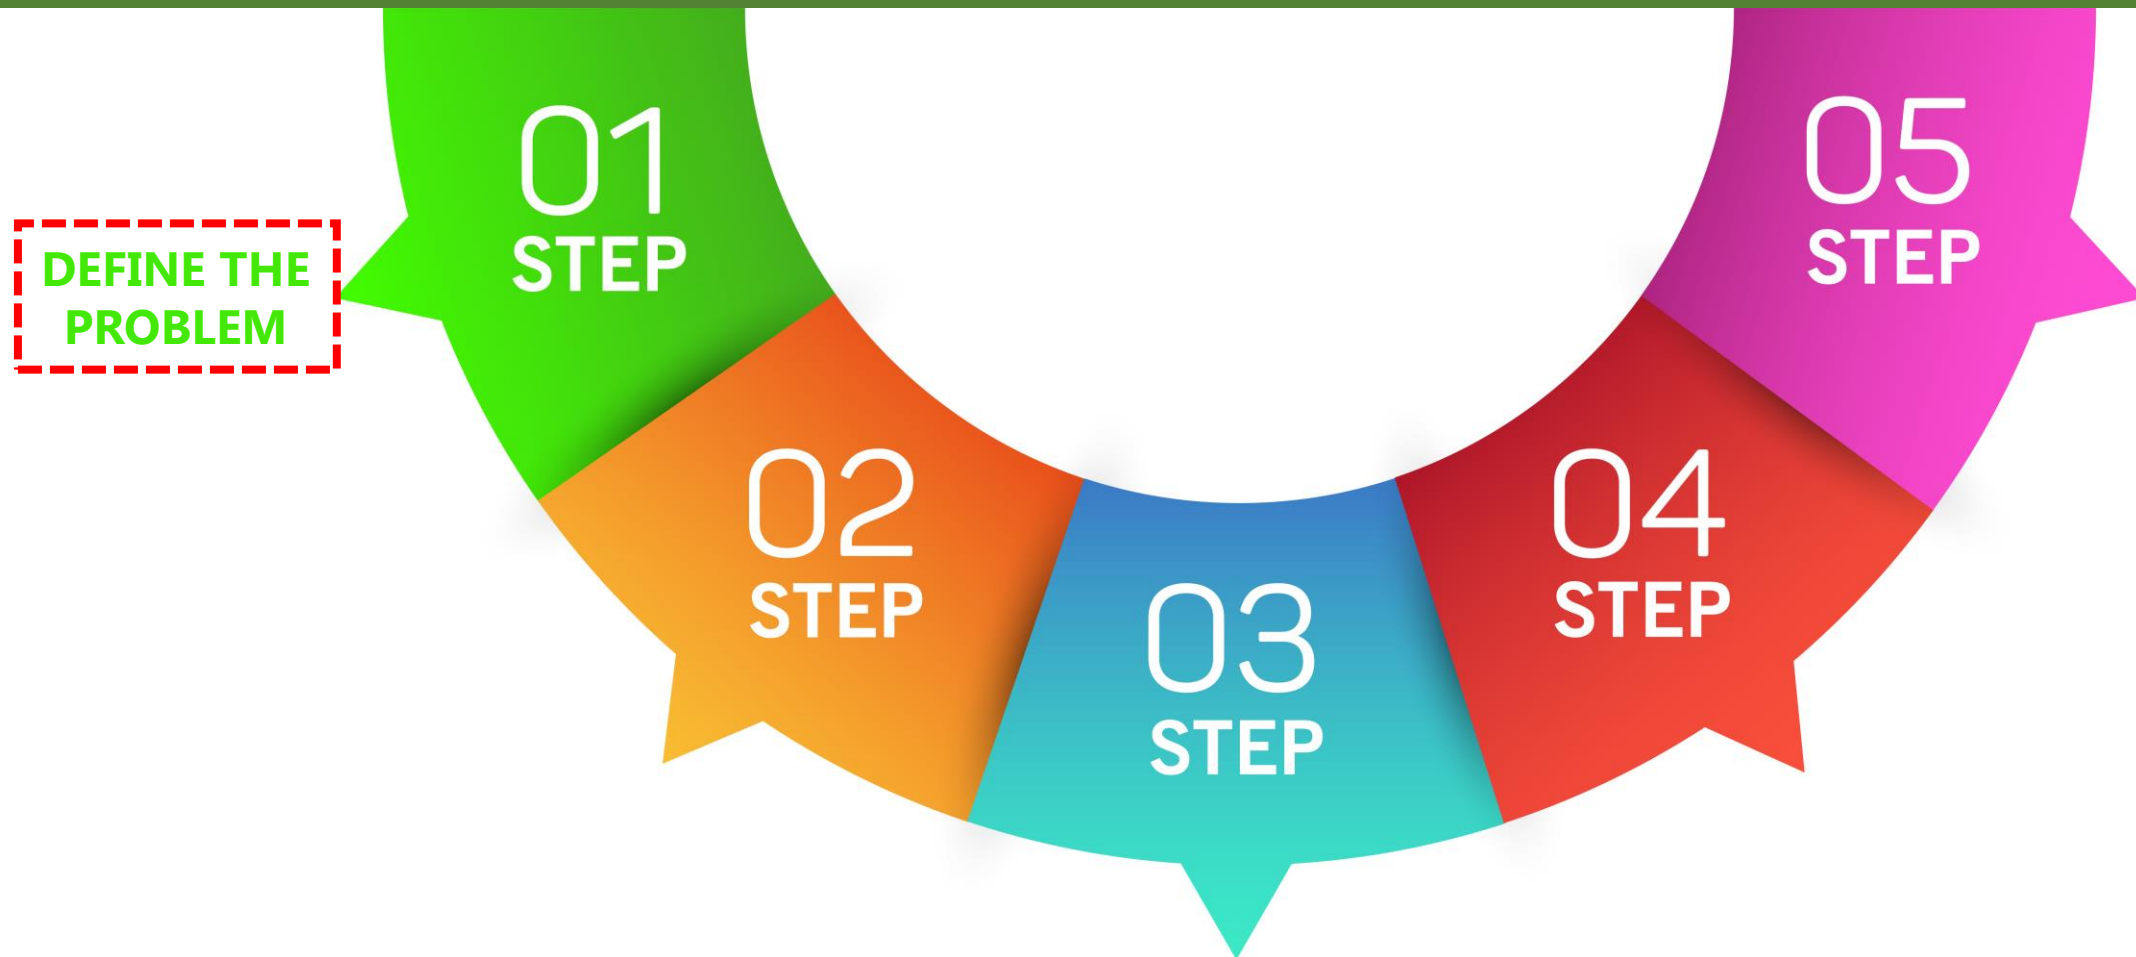 01
STEP
DEFINE THE
PROBLEM
02
STEP
03
STEP
04
STEP
05
STEP